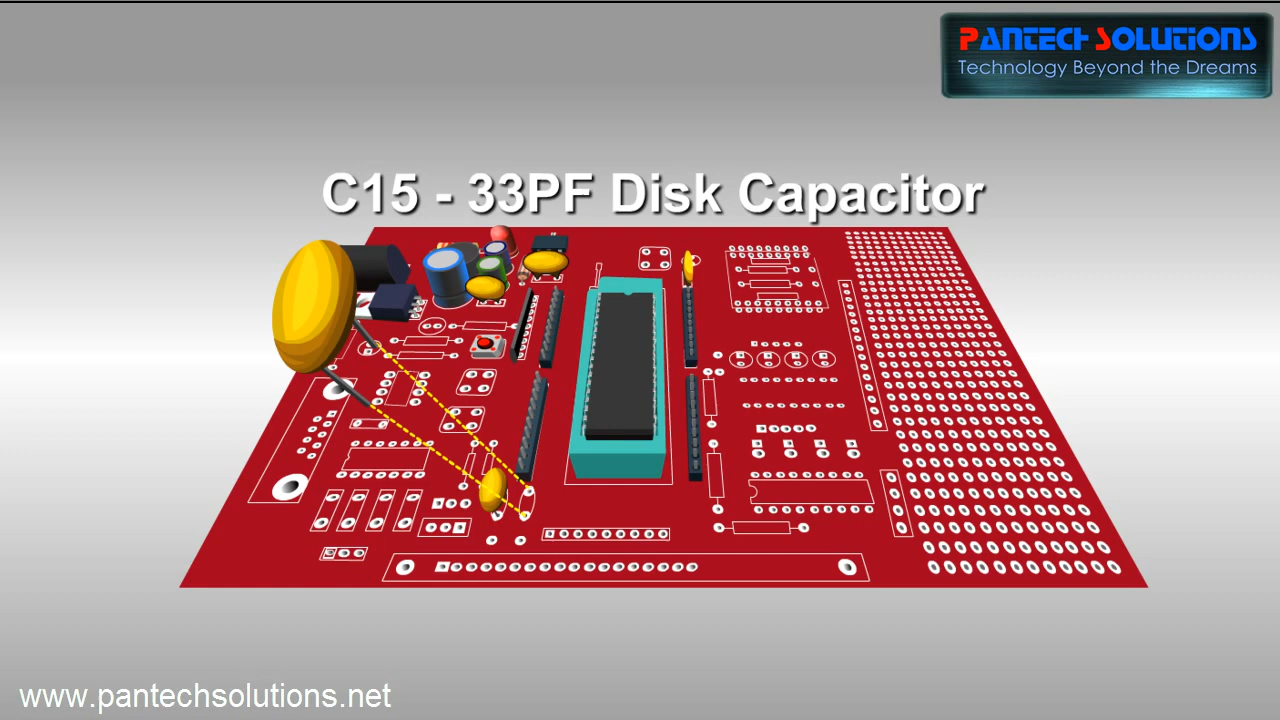 PANTECH SOLUTIONS
Technology Beyond the Dreams
C15 - 33PF Disk Capacitor
www.pantechsolutions.net